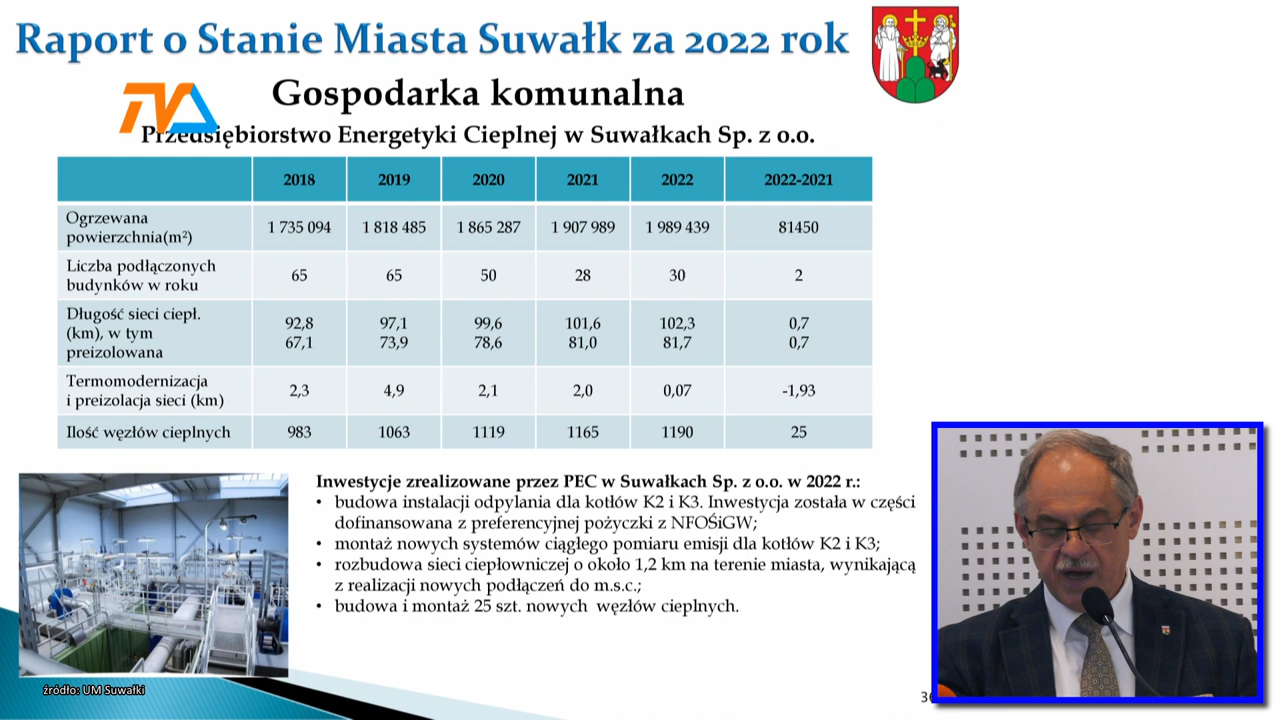 Raport o Stanie Miasta Suwałk za 2022 rok
Gospodarka komunalna
TVA
Przedsiębiorstwo Energetyki Cieplnej w Suwałkach Sp. z o.o.
2018 2019 2020 2021 2022 2022-2021
Ogrzewana
powierzchnia(m²) 1 735 094 1 818 485 1 865 287 1 907 989 1 989 439 81450
Liczba podłączonych
budynków w roku 65 65 50 28 30 2
Długość sieci ciepł.
(km), w tym
preizolowana
92,8 97,1 99,6 101,6 102,3 0,7
67,1 73,9 78,6 81,0 81,7 0,7
Termomodernizacja
i preizolacja sieci (km) 2,3 4,9 2,1 2,0 0,07 -1,93
Ilość węzłów cieplnych 983 1063 1119 1165 1190 25
Inwestycje zrealizowane przez PEC w Suwałkach Sp. z o.o. w 2022 r.:
• budowa instalacji odpylania dla kotłów K2 i K3. Inwestycja została w części
dofinansowana z preferencyjnej pożyczki z NFOŚiGW;
• montaż nowych systemów ciągłego pomiaru emisji dla kotłów K2 i K3;
• rozbudowa sieci ciepłowniczej o około 1,2 km na terenie miasta, wynikającą
z realizacji nowych podłączeń do m.s.c.;
• budowa i montaż 25 szt. nowych węzłów cieplnych.
źródło: UM Suwałki